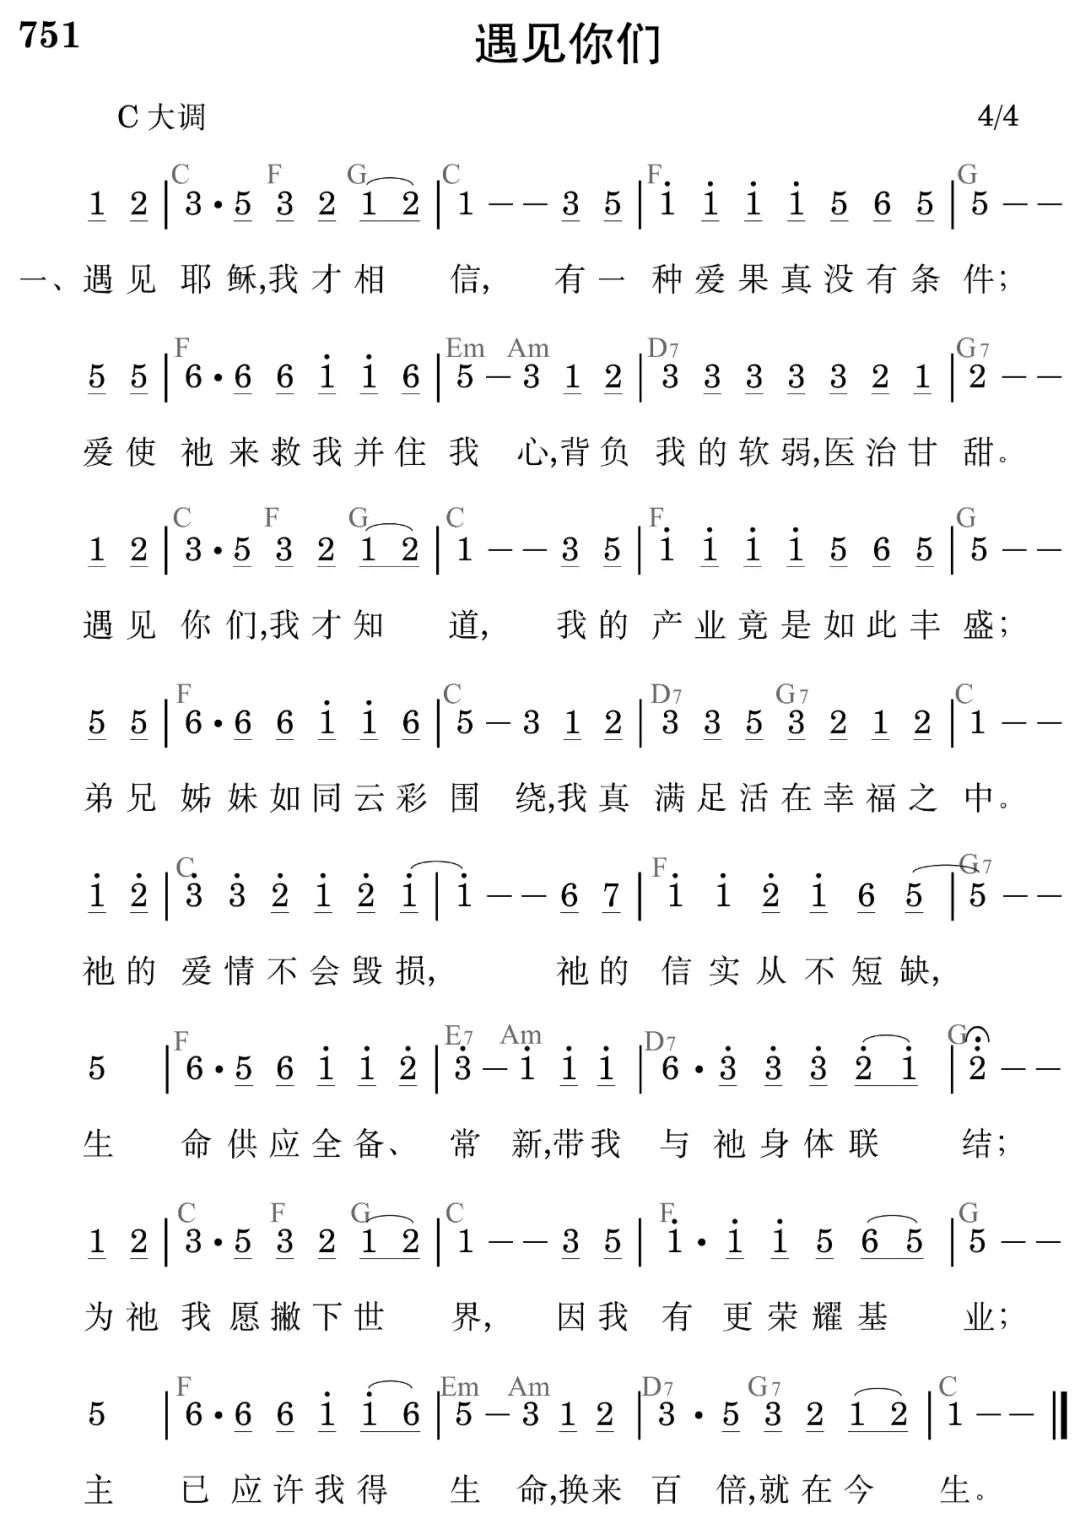 751
遇见你们
C 大调 4/4
C F G C F G
1 2 | 3 · 5 3 2 1 2 | 1 – – 3 5 | i i i i 5 6 5 | 5 – –
一、遇见耶稣,我才相信, 有一种爱果真没有条件;
F Em Am D7 G7
5 5 | 6 · 6 6 i i 6 | 5 – 3 1 2 | 3 3 3 3 3 2 1 | 2 – –
爱使祂来救我并住我心,背负我的软弱,医治甘甜。
C F G C F G
1 2 | 3 · 5 3 2 1 2 | 1 – – 3 5 | i i i i 5 6 5 | 5 – –
遇见你们,我才知道, 我的产业竟是如此丰盛;
F C D7 G7 C
5 5 | 6 · 6 6 i i 6 | 5 – 3 1 2 | 3 3 5 3 2 1 2 | 1 – –
弟兄姊妹如同云彩围绕,我真满足活在幸福之中。
C F G7
i 2̇ | 3̇ 3̇ 2̇ i 2̇ i | i – – 6 7 | i i 2̇ i 6 5 | 5 – –
祂的爱情不会毁损, 祂的信实从不短缺,
F E7 Am D7 G
5 | 6 · 5 6 i i 2̇ | 3̇ – i i i | 6 · 3̇ 3̇ 3̇ 2̇ i | 2̇ – –
生命供应全备、常新,带我与祂身体联结;
C F G C F G
1 2 | 3 · 5 3 2 1 2 | 1 – – 3 5 | i · i i 5 6 5 | 5 – –
为祂我愿撇下世界, 因我有更荣耀基业;
F Em Am D7 G7 C
5 | 6 · 6 6 i i 6 | 5 – 3 1 2 | 3 · 5 3 2 1 2 | 1 – – ‖
主已应许我得生命,换来百倍,就在今生。